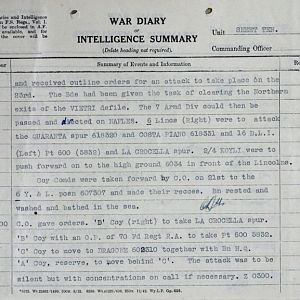 WAR DIARY
or
INTELLIGENCE SUMMARY
(Delete heading not required).
Unit SHEET TEN.
Commanding Officer
Summary of Events and Information
and received outline orders for an attack to take place on the
23rd. The Bde had been given the task of clearing the Northern
exits of the VIETRI defile. The 7 Armd Div could then be
passed and directed on NAPLES. 6 Lincs (Right) were to attack
the QUARANTA spur 618320 and COSTA PIANO 618331 and 16 D.L.I.
(Left) Pt 600 (5832) and LA CROCELLA spur. 2/4 KOYLI were to
push forward on to the high ground 6034 in front of the Lincolns.
Coy Comds were taken forward by C.O. on 21st to the
6 Y. & L. posn 607307 and made their recces. Bn rested and
washed and bathed in the sea.
00 C.O. gave orders. 'B' Coy (right) to take LA CROCELLA spur.
'B' Coy with an O.P. of 70 Fd Regt R.A. to take Pt 600 5832.
'C' Coy to move to DRAGONE 602310 together with Bn H.Q.
'A' Coy, reserve, to move behind 'C'. The attack was to be
silent but with concentrations on call if necessary. Z 0300.